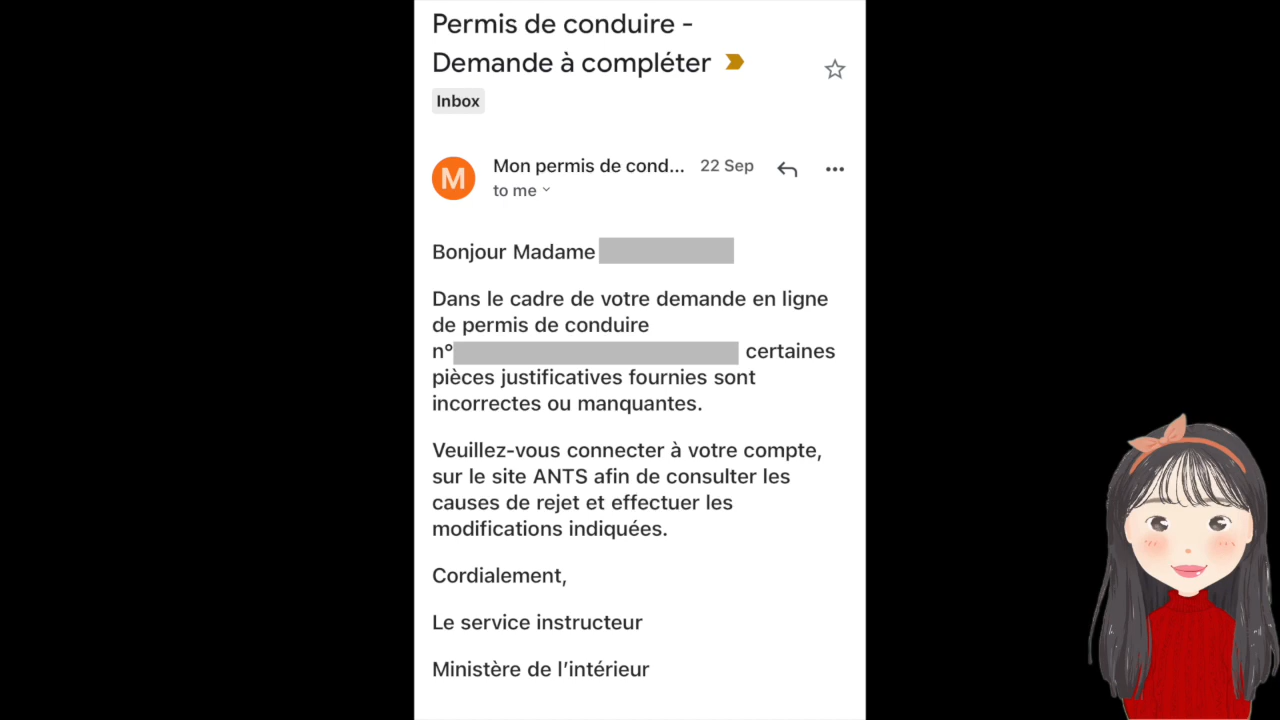 Permis de conduire -
Demande à compléter
Inbox
M
Mon permis de cond... 22 Sep
to me
Bonjour Madame
Dans le cadre de votre demande en ligne
de permis de conduire
n° certaines
pièces justificatives fournies sont
incorrectes ou manquantes.
Veuillez-vous connecter à votre compte,
sur le site ANTS afin de consulter les
causes de rejet et effectuer les
modifications indiquées.
Cordialement,
Le service instructeur
Ministère de l’intérieur